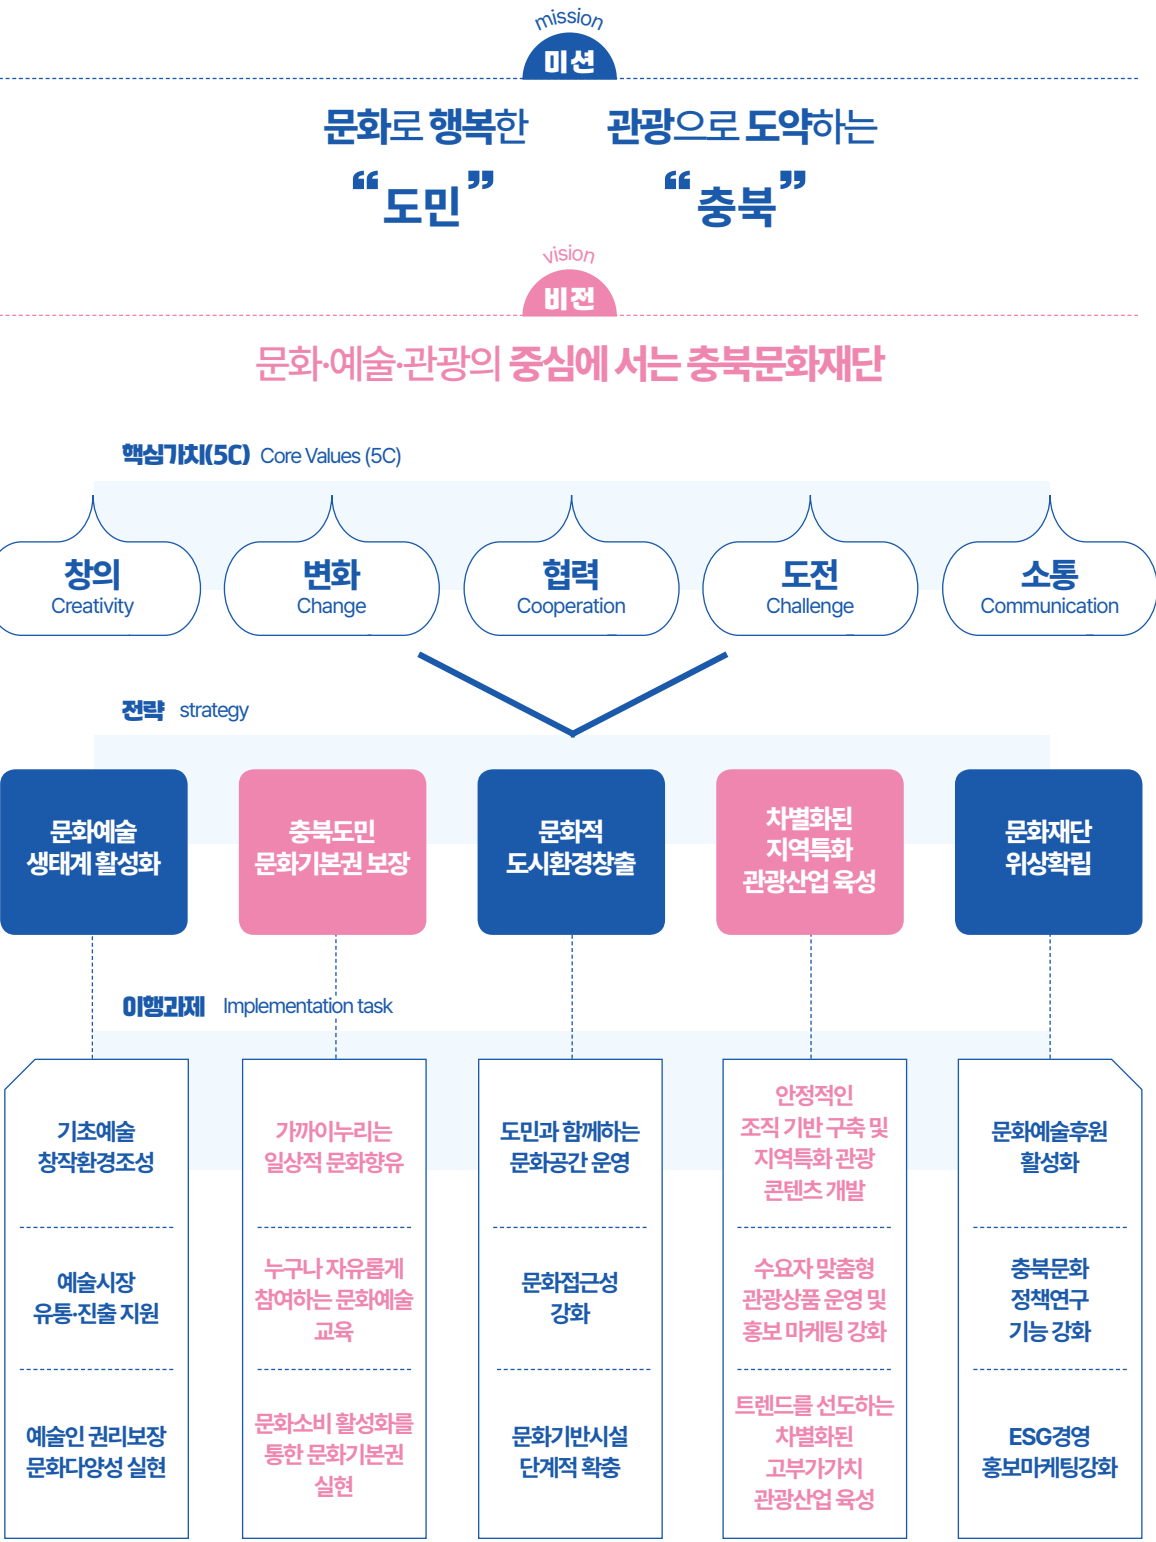 mission
미션
문화로 행복한 관광으로 도약하는
“도민” “충북”
vision
비전
문화·예술·관광의 중심에 서는 충북문화재단
핵심가치(5C) Core Values (5C)
창의
Creativity
변화
Change
협력
Cooperation
도전
Challenge
소통
Communication
전략 strategy
문화예술
생태계 활성화
충북도민
문화기본권 보장
문화적
도시환경창출
차별화된
지역특화
관광산업 육성
문화재단
위상확립
이행과제 Implementation task
기초예술
창작환경조성
예술시장
유통·진출 지원
예술인 권리보장
문화다양성 실현
가까이누리는
일상적 문화향유
누구나 자유롭게
참여하는 문화예술
교육
문화소비 활성화를
통한 문화기본권
실현
도민과 함께하는
문화공간 운영
문화접근성
강화
문화기반시설
단계적 확충
안정적인
조직 기반 구축 및
지역특화 관광
콘텐츠 개발
수요자 맞춤형
관광상품 운영 및
홍보 마케팅 강화
트렌드를 선도하는
차별화된
고부가가치
관광산업 육성
문화예술후원
활성화
충북문화
정책연구
기능 강화
ESG경영
홍보마케팅강화